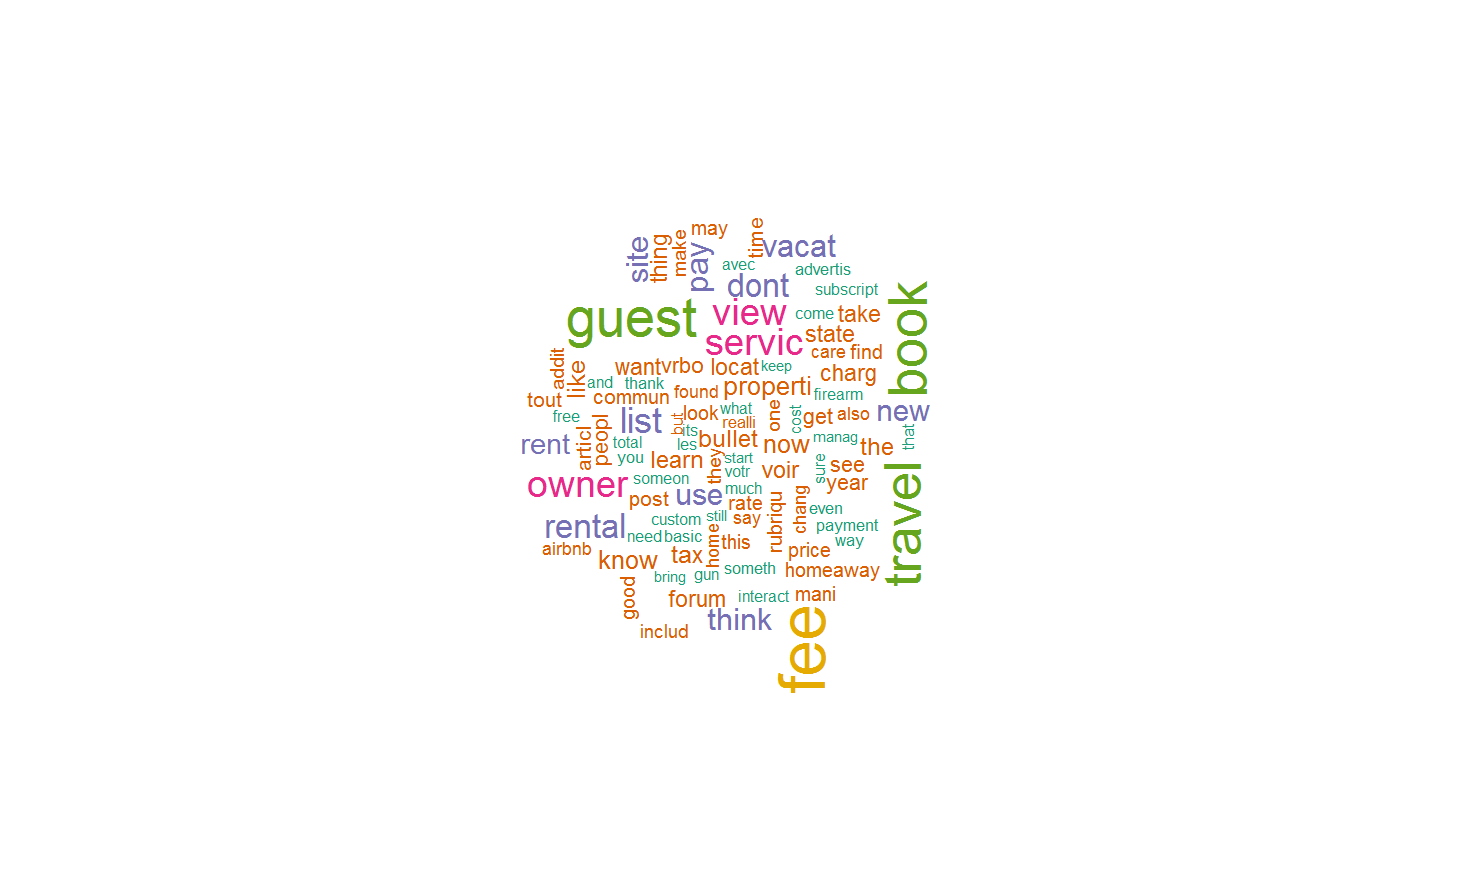 may
time
vacat
site
thing
make
pay
avec
advertis
dont
subscript
book
guest
view
come
take
servic
state
care
find
addit
like
want
vrbo
locat
keep
charg
and
thank
properti
tout
commun
found
firearm
free
list
but
look
what
one
cost
get
also
new
realli
its
articl
peopl
rent
total
les
bullet
now
manag
the
that
you
learn
they
start
votr
voir
sure
see
owner
someon
use
much
year
post
rate
travel
rental
custom
still
say
rubriqu
chang
even
payment
need
basic
home
this
way
airbnb
know
tax
price
bring
gun
someth
homeaway
good
forum
interact
mani
includ
think
fee